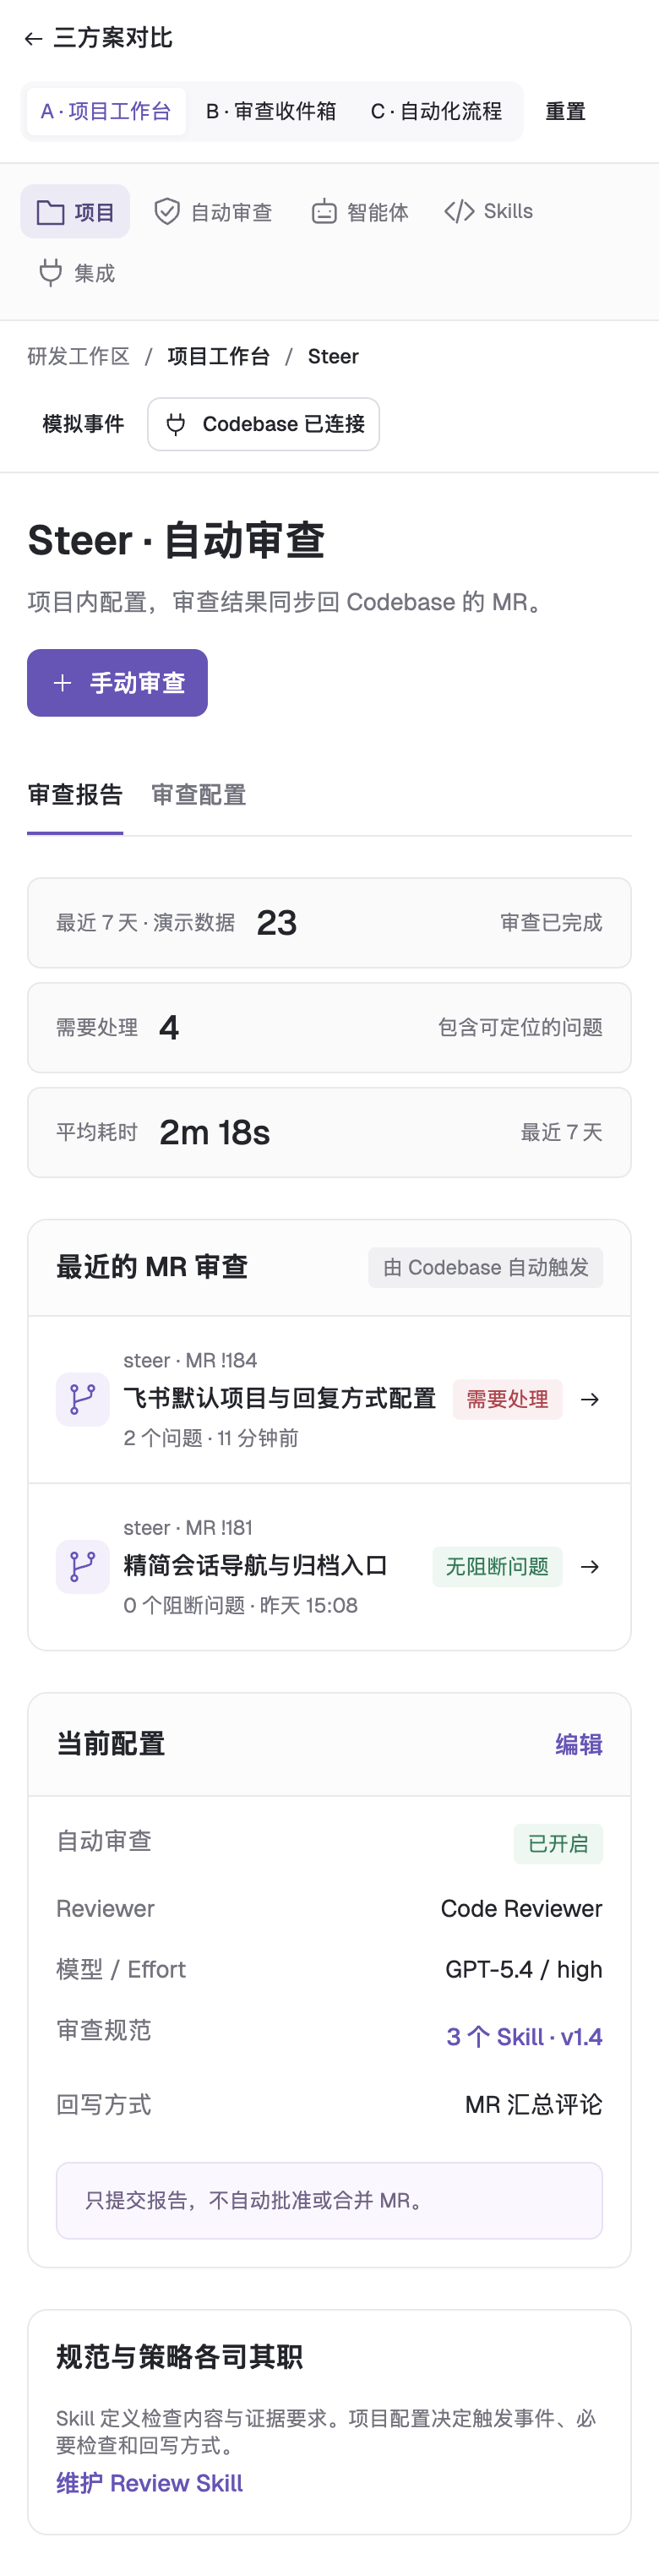 ← 三方案对比
A · 项目工作台 B · 审查收件箱 C · 自动化流程 重置
项目 自动审查 智能体 Skills
集成
研发工作区 / 项目工作台 / Steer
模拟事件 Codebase 已连接
Steer · 自动审查
项目内配置，审查结果同步回 Codebase 的 MR。
+ 手动审查
审查报告 审查配置
最近 7 天 · 演示数据 23 审查已完成
需要处理 4 包含可定位的问题
平均耗时 2m 18s 最近 7 天
最近的 MR 审查 由 Codebase 自动触发
steer · MR !184
飞书默认项目与回复方式配置 需要处理 →
2 个问题 · 11 分钟前
steer · MR !181
精简会话导航与归档入口 无阻断问题 →
0 个阻断问题 · 昨天 15:08
当前配置 编辑
自动审查 已开启
Reviewer Code Reviewer
模型 / Effort GPT-5.4 / high
审查规范 3 个 Skill · v1.4
回写方式 MR 汇总评论
只提交报告，不自动批准或合并 MR。
规范与策略各司其职
Skill 定义检查内容与证据要求。项目配置决定触发事件、必
要检查和回写方式。
维护 Review Skill